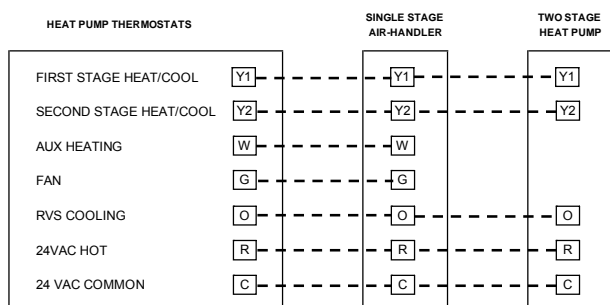 HEAT PUMP THERMOSTATS
SINGLE STAGE
AIR-HANDLER
TWO STAGE
HEAT PUMP
FIRST STAGE HEAT/COOL Y1 Y1 Y1
SECOND STAGE HEAT/COOL Y2 Y2 Y2
AUX HEATING W W
FAN G G
RVS COOLING O O O
24VAC HOT R R R
24 VAC COMMON C C C